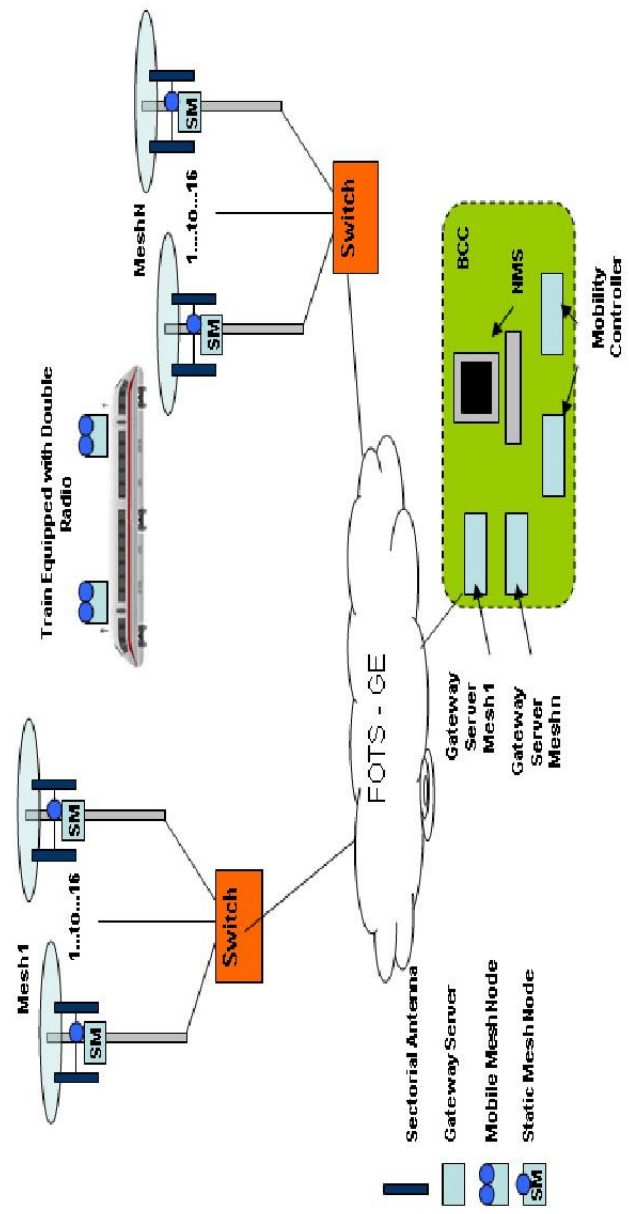 Mesh1
SM
1...to...16
SM
Switch
Train Equipped with Double
Radio
MeshN
SM
1....to...16
SM
Switch
FOTS - GE
BCC
NMS
Gateway
Server
Mesh1
Gateway
Server
Meshn
Mobility
Controller
Sectorial Antenna
Gateway Server
Mobile Mesh Node
SM
Static Mesh Node